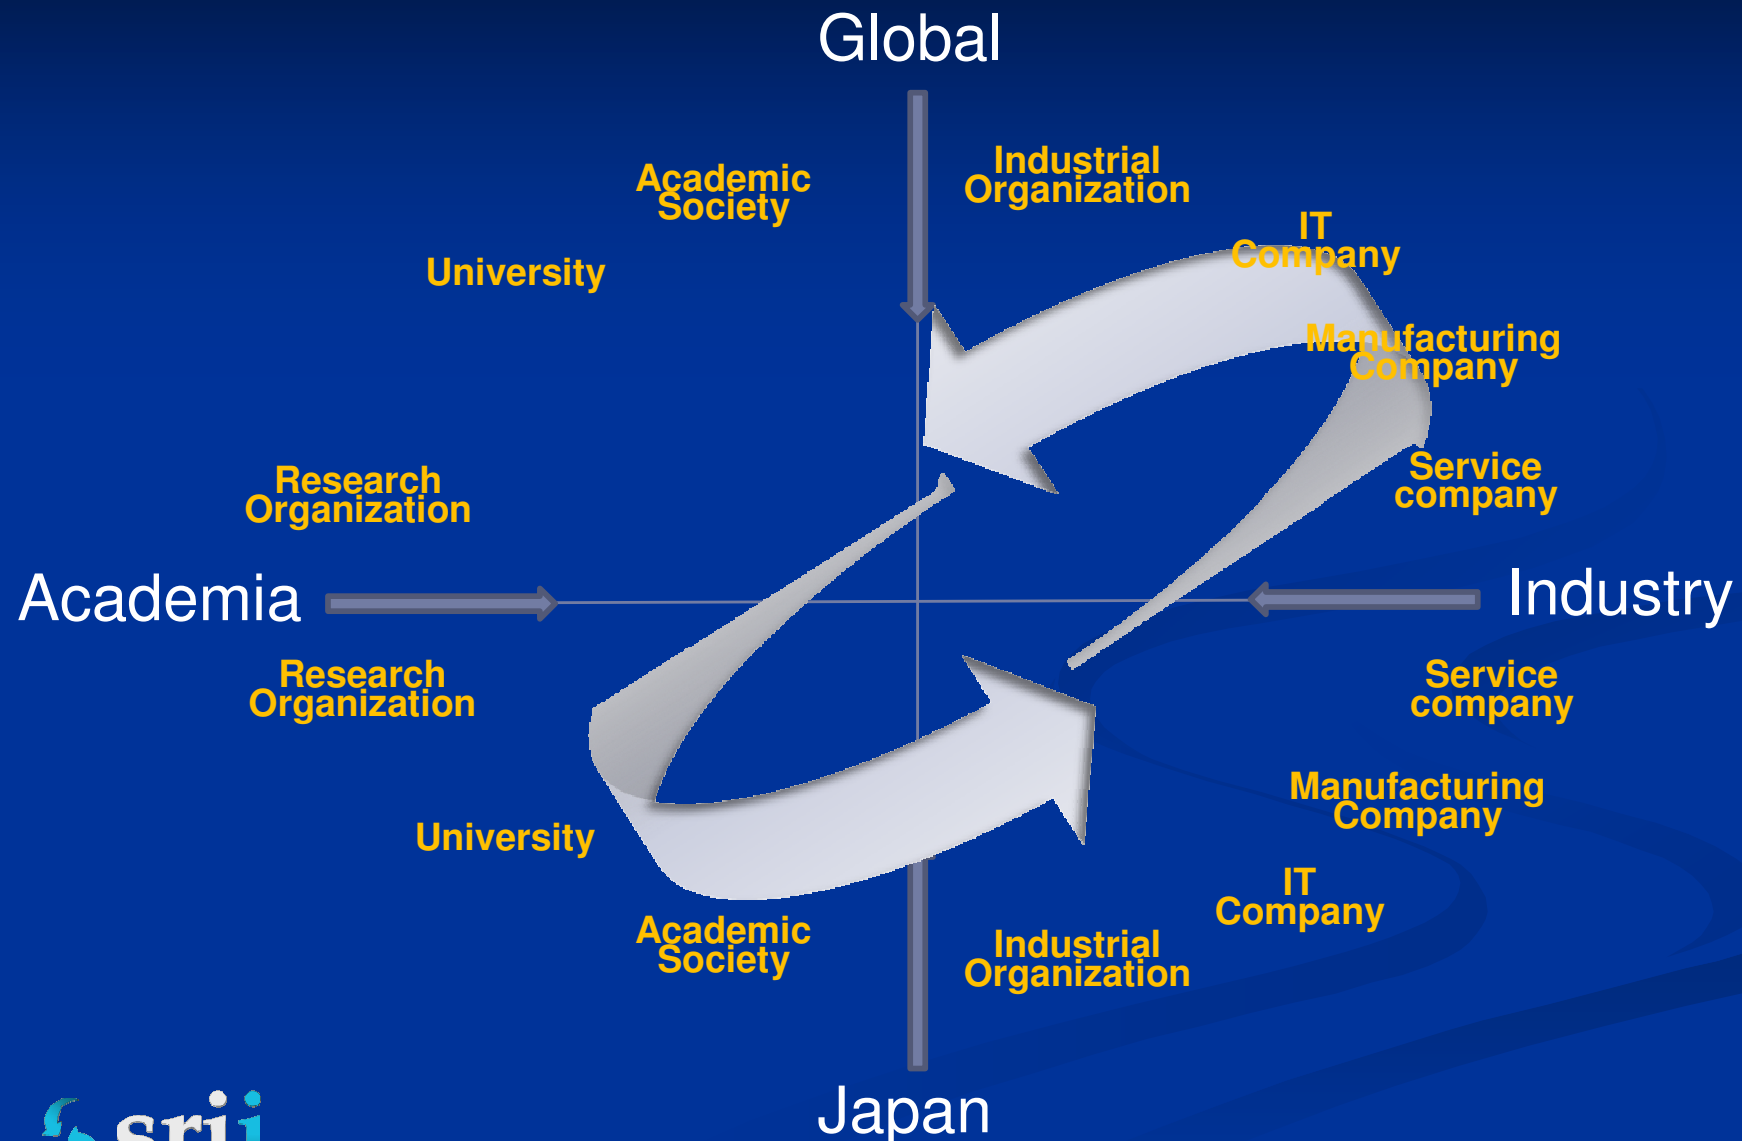 Global
Academic
Society
Industrial
Organization
IT
Company
University
Manufacturing
Company
Research
Organization
Service
company
Academia
Industry
Research
Organization
Service
company
Manufacturing
Company
University
IT
Company
Academic
Society
Industrial
Organization
Japan
srii